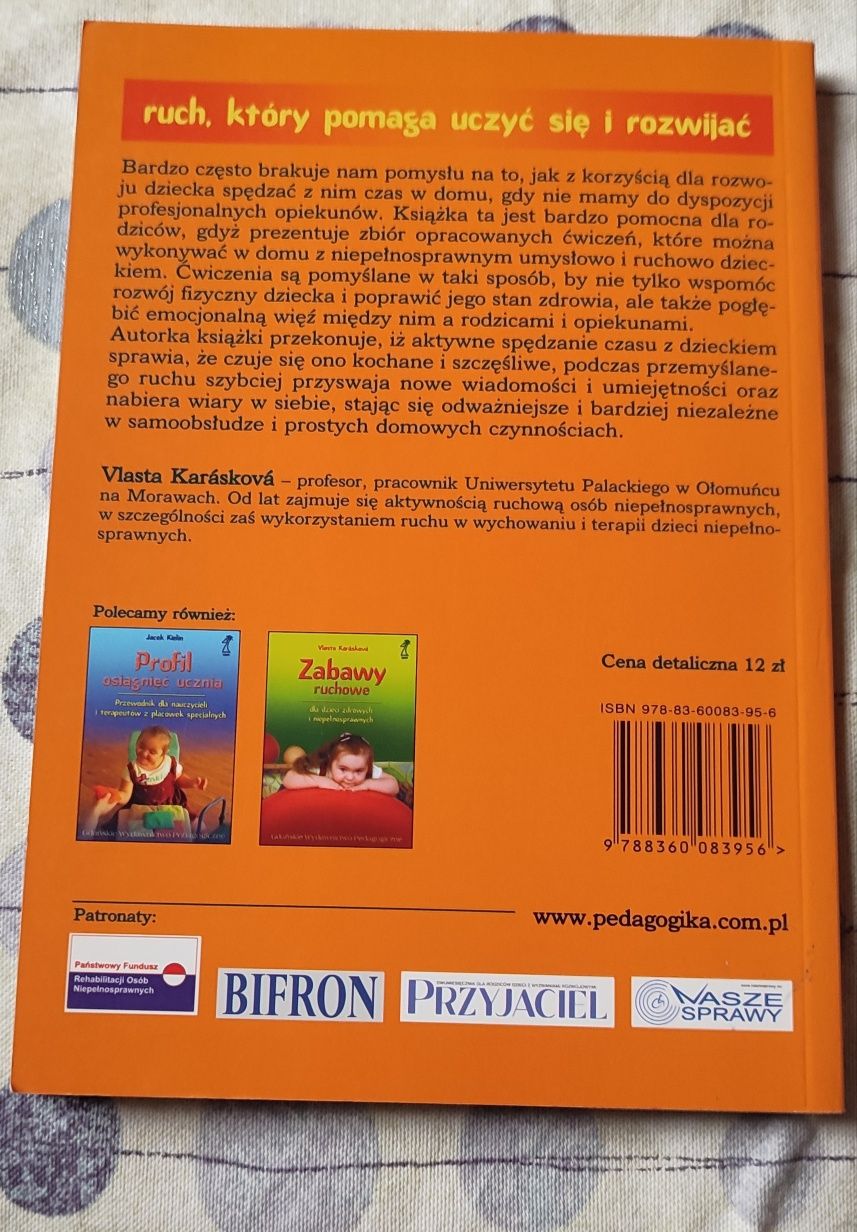 ruch, który pomaga uczyć się i rozwijać
Bardzo często brakuje nam pomysłu na to, jak z korzyścią dla rozwo-
ju dziecka spędzać z nim czas w domu, gdy nie mamy do dyspozycji
profesjonalnych opiekunów. Książka ta jest bardzo pomocna dla ro-
dziców, gdyż prezentuje zbiór opracowanych ćwiczeń, które można
wykonywać w domu z niepełnosprawnym umysłowo i ruchowo dziec-
kiem. Ćwiczenia są pomyślane w taki sposób, by nie tylko wspomóc
rozwój fizyczny dziecka i poprawić jego stan zdrowia, ale także pogłę-
bić emocjonalną więź między nim a rodzicami i opiekunami.
Autorka książki przekonuje, iż aktywne spędzanie czasu z dzieckiem
sprawia, że czuje się ono kochane i szczęśliwe, podczas przemyślane-
go ruchu szybciej przyswaja nowe wiadomości i umiejętności oraz
nabiera wiary w siebie, stając się odważniejsze i bardziej niezależne
w samoobsłudze i prostych domowych czynnościach.
Vlasta Karásková – profesor, pracownik Uniwersytetu Palackiego w Ołomuńcu
na Morawach. Od lat zajmuje się aktywnością ruchową osób niepełnosprawnych,
w szczególności zaś wykorzystaniem ruchu w wychowaniu i terapii dzieci niepełno-
sprawnych.
Polecamy również:
Jacek Kielin
Profil
osiągnięć ucznia
Przewodnik dla nauczycieli
i terapeutów z placówek specjalnych
Gdańskie Wydawnictwo Psychologiczne
Vlasta Karásková
Zabawy
ruchowe
dla dzieci zdrowych
i niepełnosprawnych
Gdańskie Wydawnictwo Pedagogiczne
Cena detaliczna 12 zł
ISBN 978-83-60083-95-6
9 788360 083956 >
Patronaty:
www.pedagogika.com.pl
Państwowy Fundusz
Rehabilitacji Osób
Niepełnosprawnych
BIFRON
PRZYJACIEL
NASZE
SPRAWY